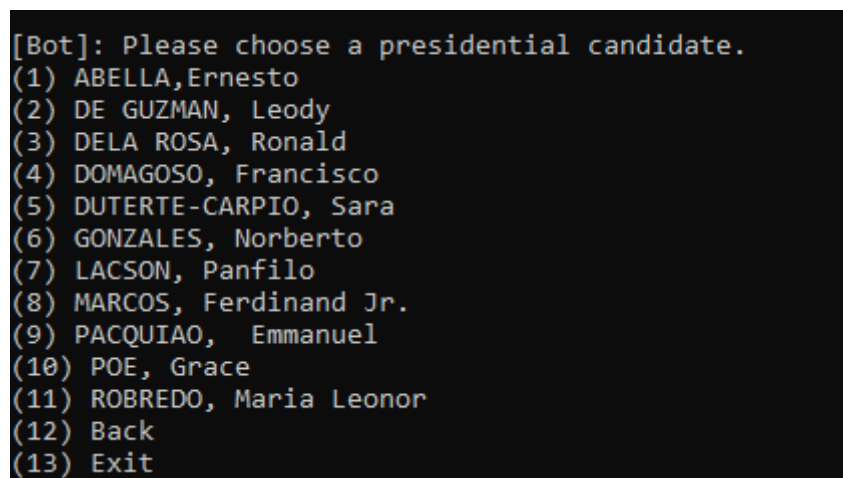 [Bot]: Please choose a presidential candidate.
(1) ABELLA,Ernesto
(2) DE GUZMAN, Leody
(3) DELA ROSA, Ronald
(4) DOMAGOSO, Francisco
(5) DUTERTE-CARPIO, Sara
(6) GONZALES, Norberto
(7) LACSON, Panfilo
(8) MARCOS, Ferdinand Jr.
(9) PACQUIAO,  Emmanuel
(10) POE, Grace
(11) ROBREDO, Maria Leonor
(12) Back
(13) Exit